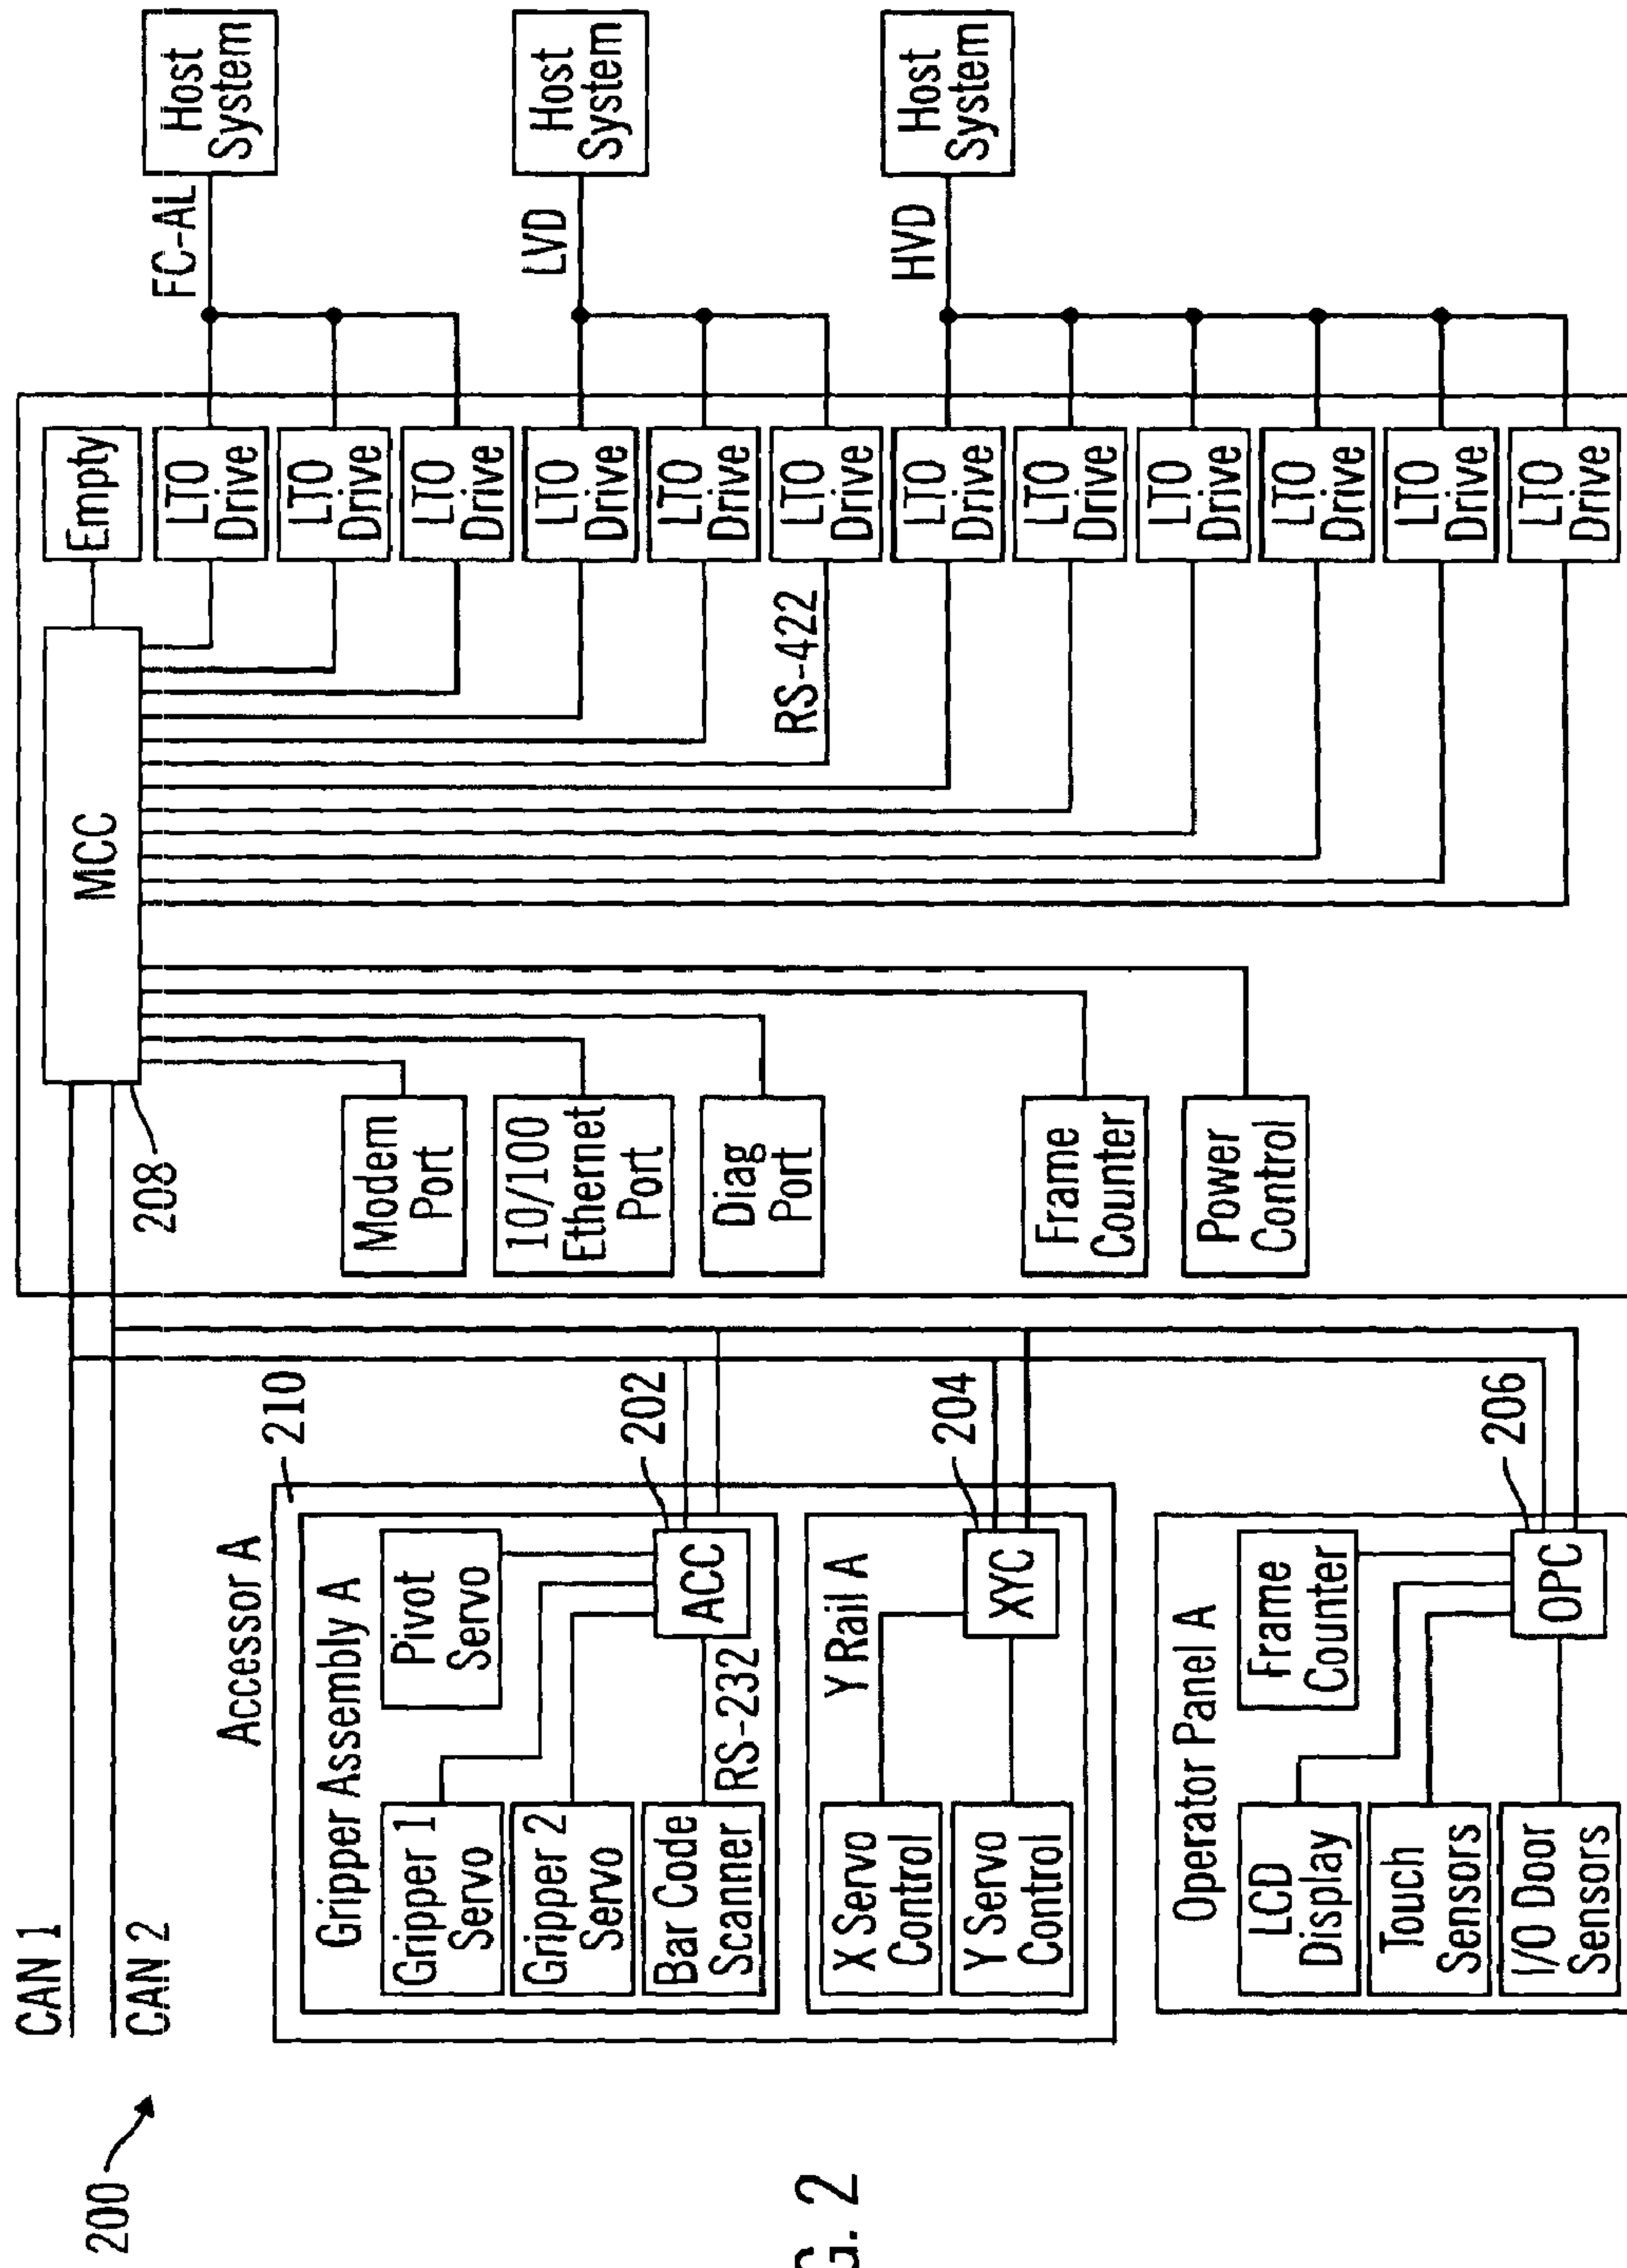 200
CAN 1
CAN 2
208
MCC
Empty
FC-AL
Host
System
LTO
Drive
LTO
Drive
LTO
Drive
LVD
Host
System
LTO
Drive
LTO
Drive
LTO
Drive
RS-422
HVD
Host
System
LTO
Drive
LTO
Drive
LTO
Drive
LTO
Drive
LTO
Drive
LTO
Drive
Modem
Port
10/100
Ethernet
Port
Diag
Port
Frame
Counter
Power
Control
Accessor A
210
Gripper Assembly A
Pivot
Servo
Gripper 1
Servo
Gripper 2
Servo
Bar Code
Scanner
RS-232
ACC
202
Y Rail A
X Servo
Control
Y Servo
Control
XYC
204
Operator Panel A
Frame
Counter
LCD
Display
Touch
Sensors
I/O Door
Sensors
OPC
206
G. 2